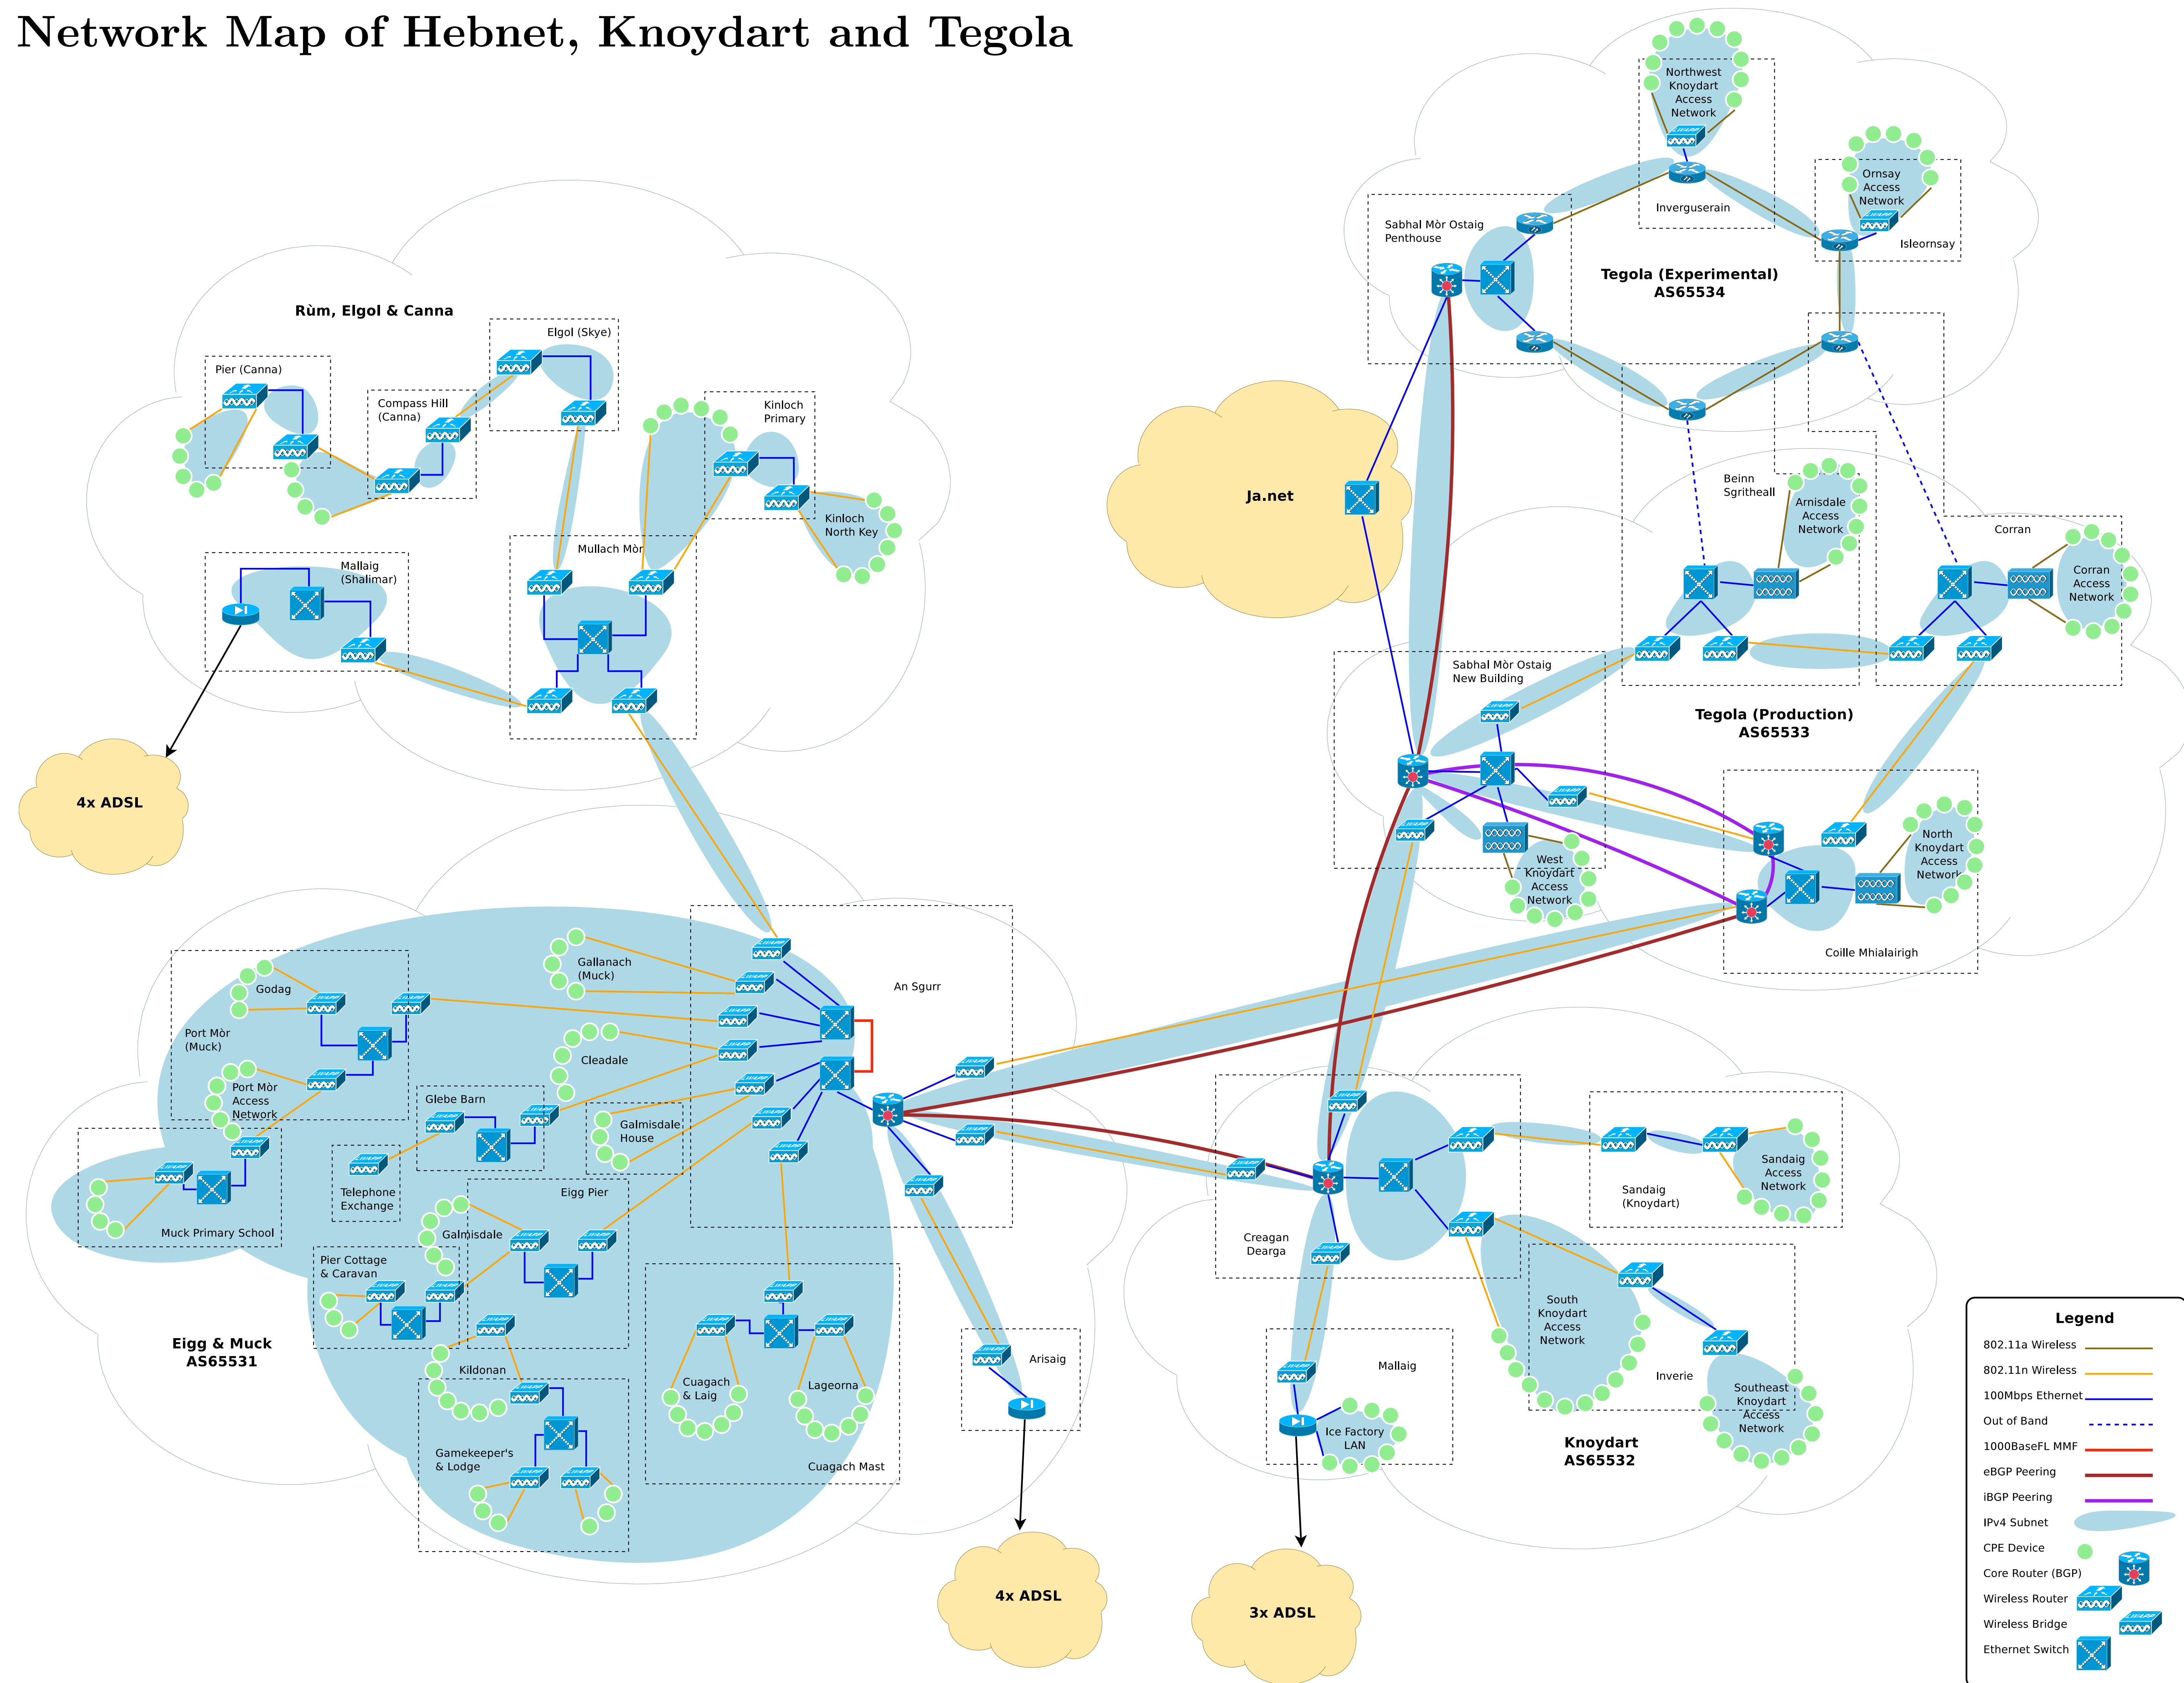 Network Map of Hebnet, Knoydart and Tegola
Northwest
Knoydart
Access
Network
Ornsay
Access
Network
Inverguserain
Isleornsay
Sabhal Mòr Ostaig
Penthouse
Tegola (Experimental)
AS65534
Rùm, Elgol & Canna
Elgol (Skye)
Pier (Canna)
Compass Hill
(Canna)
Kinloch
Primary
Kinloch
North Key
Mullach Mòr
Mallaig
(Shalimar)
4x ADSL
Ja.net
Beinn
Sgritheall
Arnisdale
Access
Network
Corran
Corran
Access
Network
Sabhal Mòr Ostaig
New Building
Tegola (Production)
AS65533
West
Knoydart
Access
Network
North
Knoydart
Access
Network
Coille Mhialairigh
An Sgurr
Gallanach
(Muck)
Godag
Port Mòr
(Muck)
Port Mòr
Access
Network
Cleadale
Glebe Barn
Galmisdale
House
Telephone
Exchange
Eigg Pier
Muck Primary School
Galmisdale
Pier Cottage
& Caravan
Eigg & Muck
AS65531
Kildonan
Gamekeeper's
& Lodge
Cuagach
& Laig
Lageorna
Cuagach Mast
Arisaig
4x ADSL
Creagan
Dearga
Sandaig
(Knoydart)
Sandaig
Access
Network
South
Knoydart
Access
Network
Inverie
Southeast
Knoydart
Access
Network
Mallaig
Ice Factory
LAN
Knoydart
AS65532
3x ADSL
Legend
802.11a Wireless
802.11n Wireless
100Mbps Ethernet
Out of Band
1000BaseFL MMF
eBGP Peering
iBGP Peering
IPv4 Subnet
CPE Device
Core Router (BGP)
Wireless Router
Wireless Bridge
Ethernet Switch